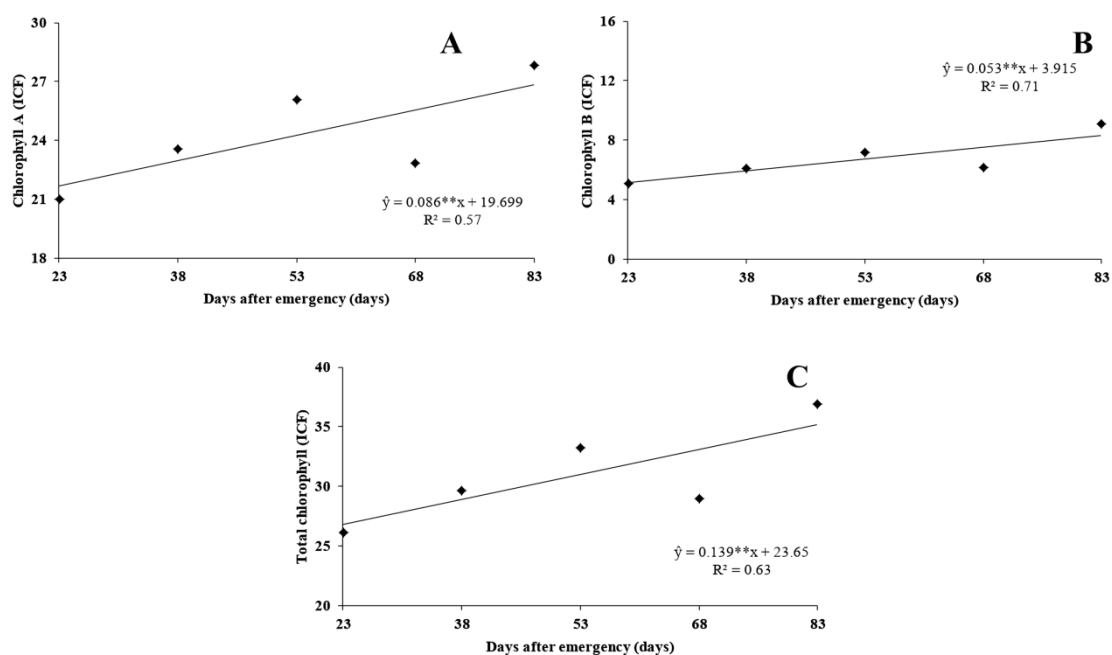 A
Chlorophyll A (ICF)
30
27
24
21
18
ŷ = 0.086**x + 19.699
R² = 0.57
23 38 53 68 83
Days after emergency (days)
B
Chlorophyll B (ICF)
16
12
8
4
0
ŷ = 0.053**x + 3.915
R² = 0.71
23 38 53 68 83
Days after emergency (days)
C
Total chlorophyll (ICF)
40
35
30
25
20
ŷ = 0.139**x + 23.65
R² = 0.63
23 38 53 68 83
Days after emergency (days)